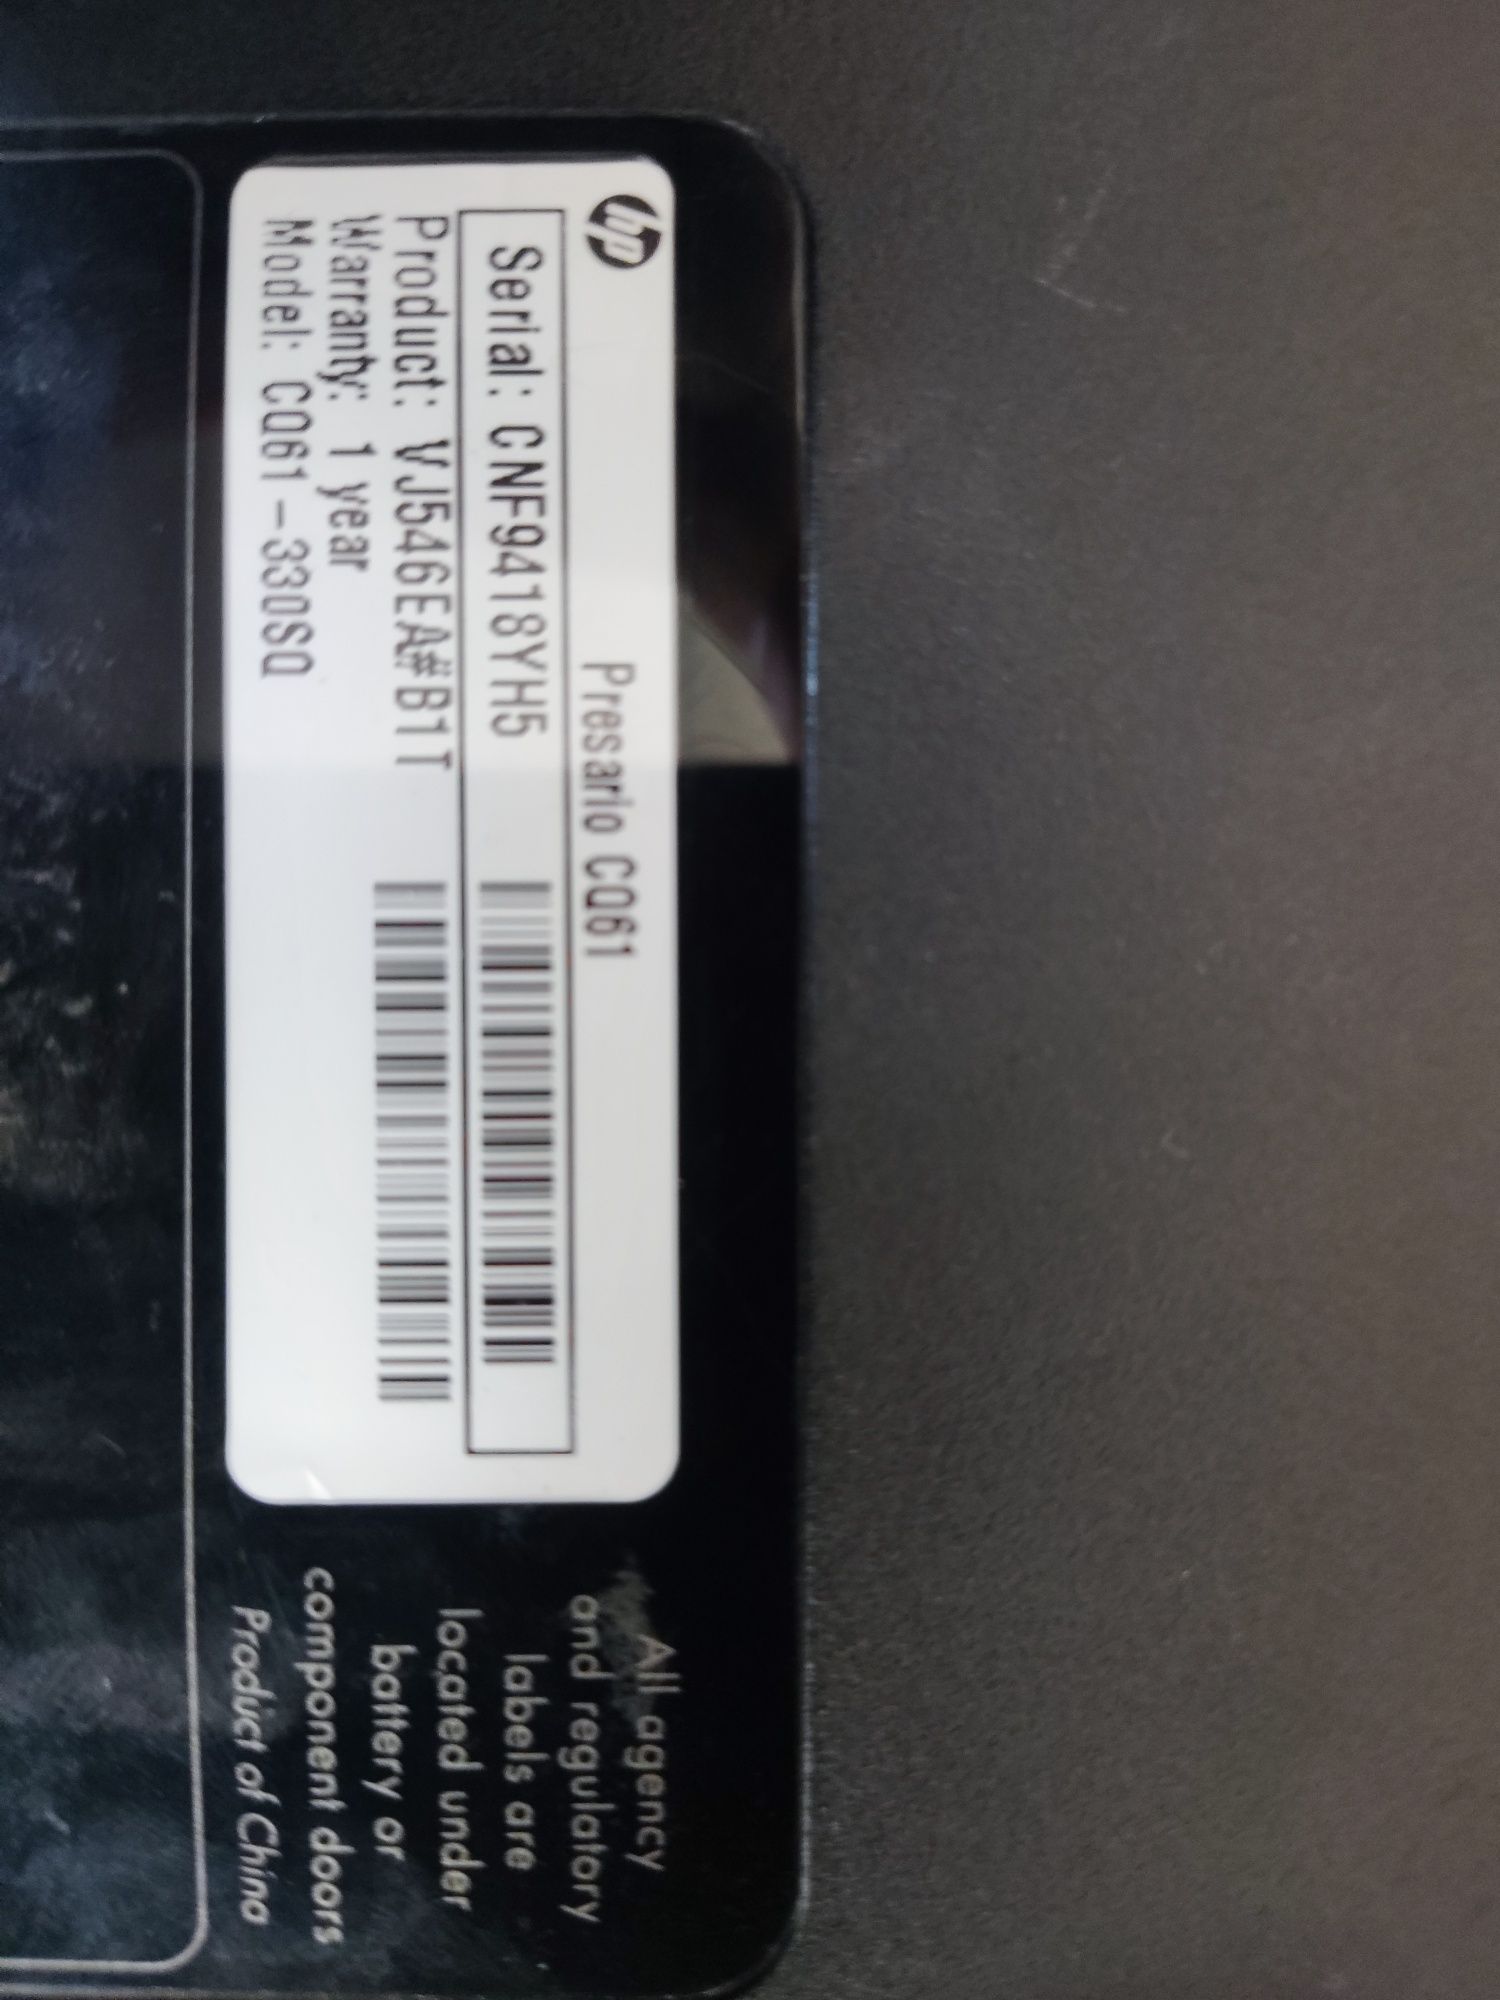 hp
Presario CQ61
Serial: CNF9418YH5
Product: VJ546EA#B1T
Warranty: 1 year
Model: CQ61-330SQ
All agency
and regulatory
labels are
located under
battery or
component doors
Product of China